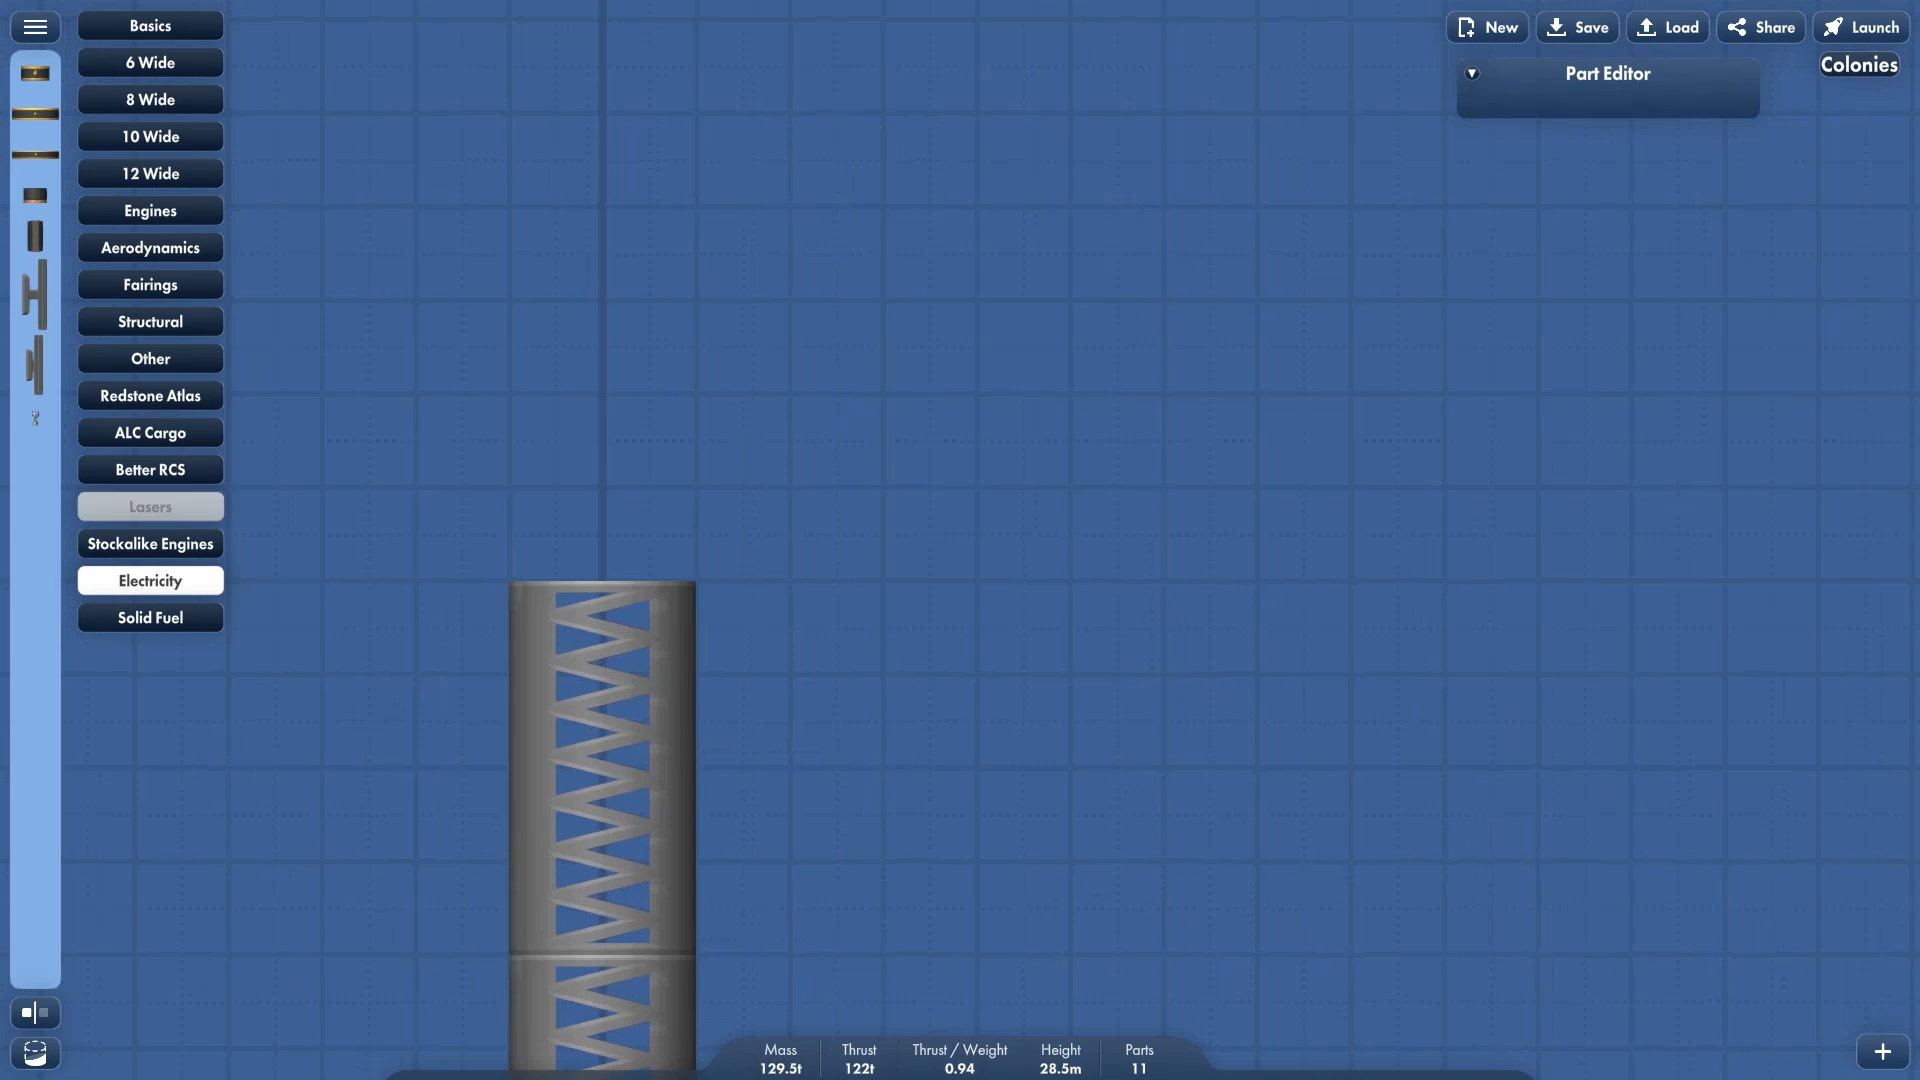 Basics
6 Wide
8 Wide
10 Wide
12 Wide
Engines
Aerodynamics
Fairings
Structural
Other
Redstone Atlas
ALC Cargo
Better RCS
Lasers
Stockalike Engines
Electricity
Solid Fuel
New Save Load Share Launch
Part Editor
Colonies
Mass Thrust Thrust / Weight Height Parts
129.5t 122t 0.94 28.5m 11